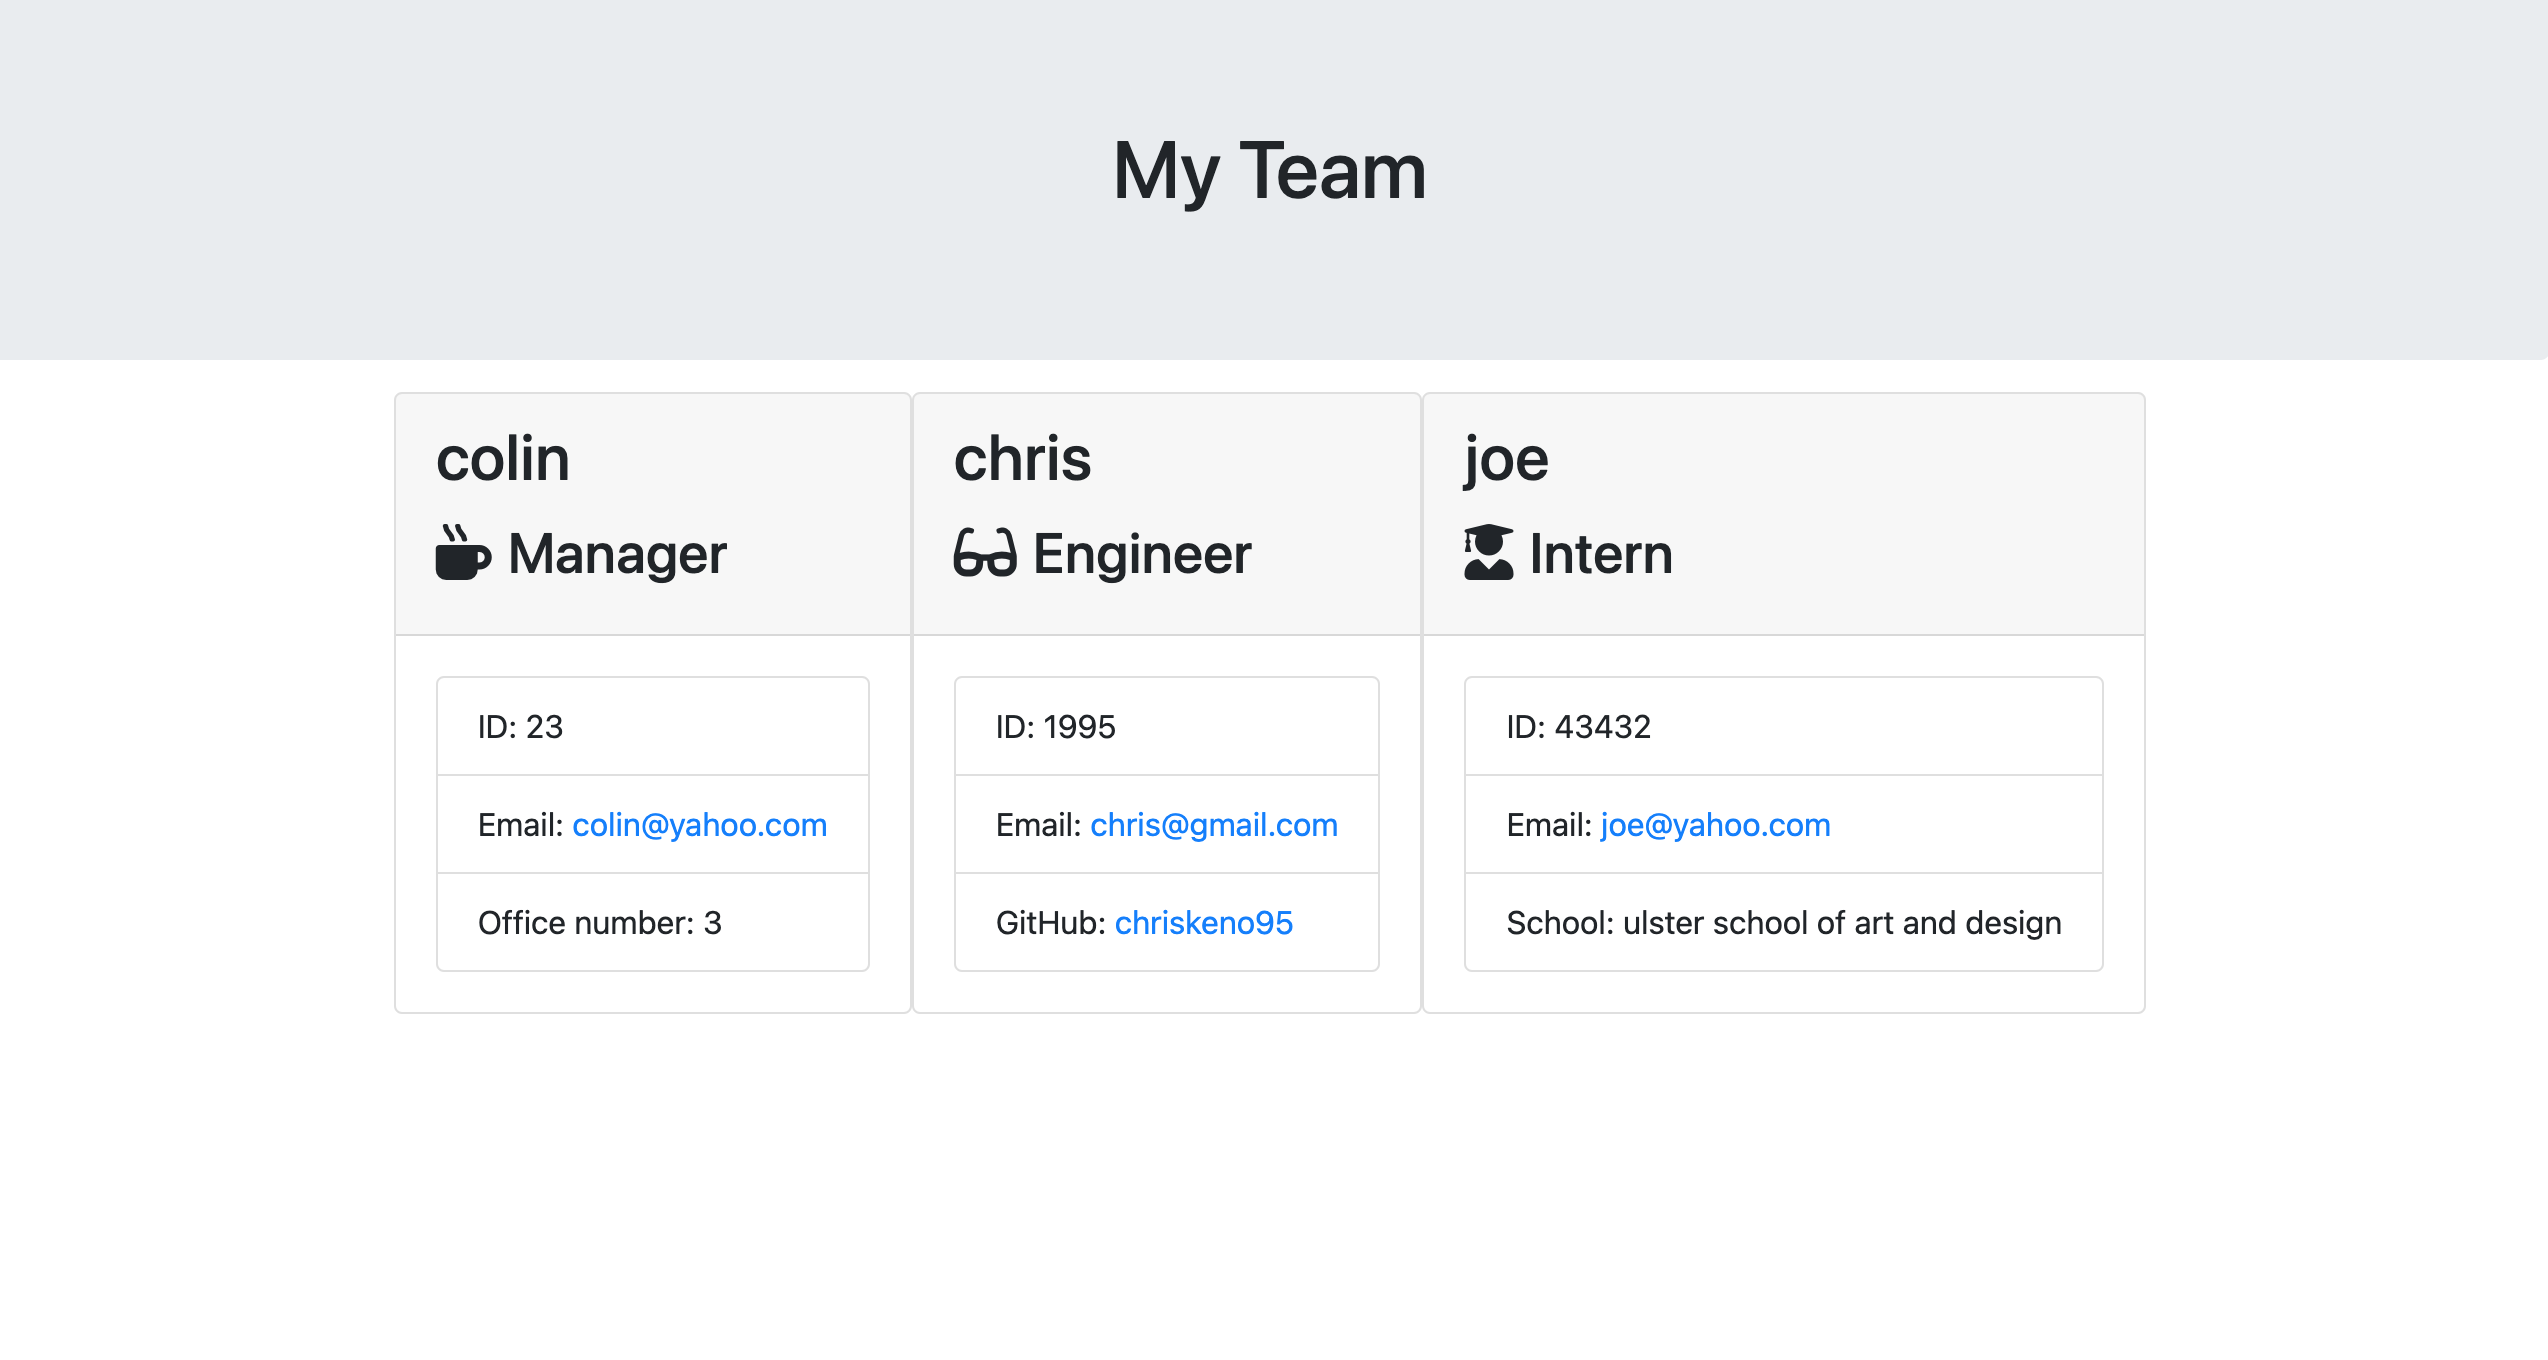 My Team
colin
Manager
ID: 23
Email: colin@yahoo.com
Office number: 3
chris
Engineer
ID: 1995
Email: chris@gmail.com
GitHub: chriskeno95
joe
Intern
ID: 43432
Email: joe@yahoo.com
School: ulster school of art and design